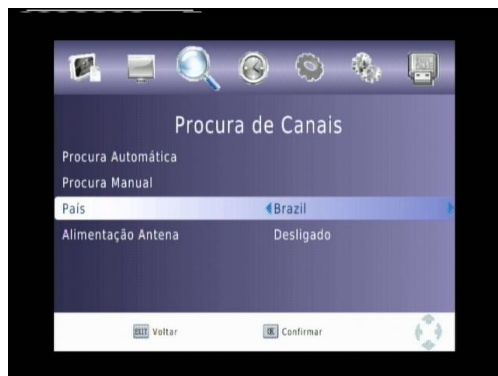 Procura de Canais
Procura Automática
Procura Manual
País Brazil
Alimentação Antena Desligado
EXIT Voltar OK Confirmar